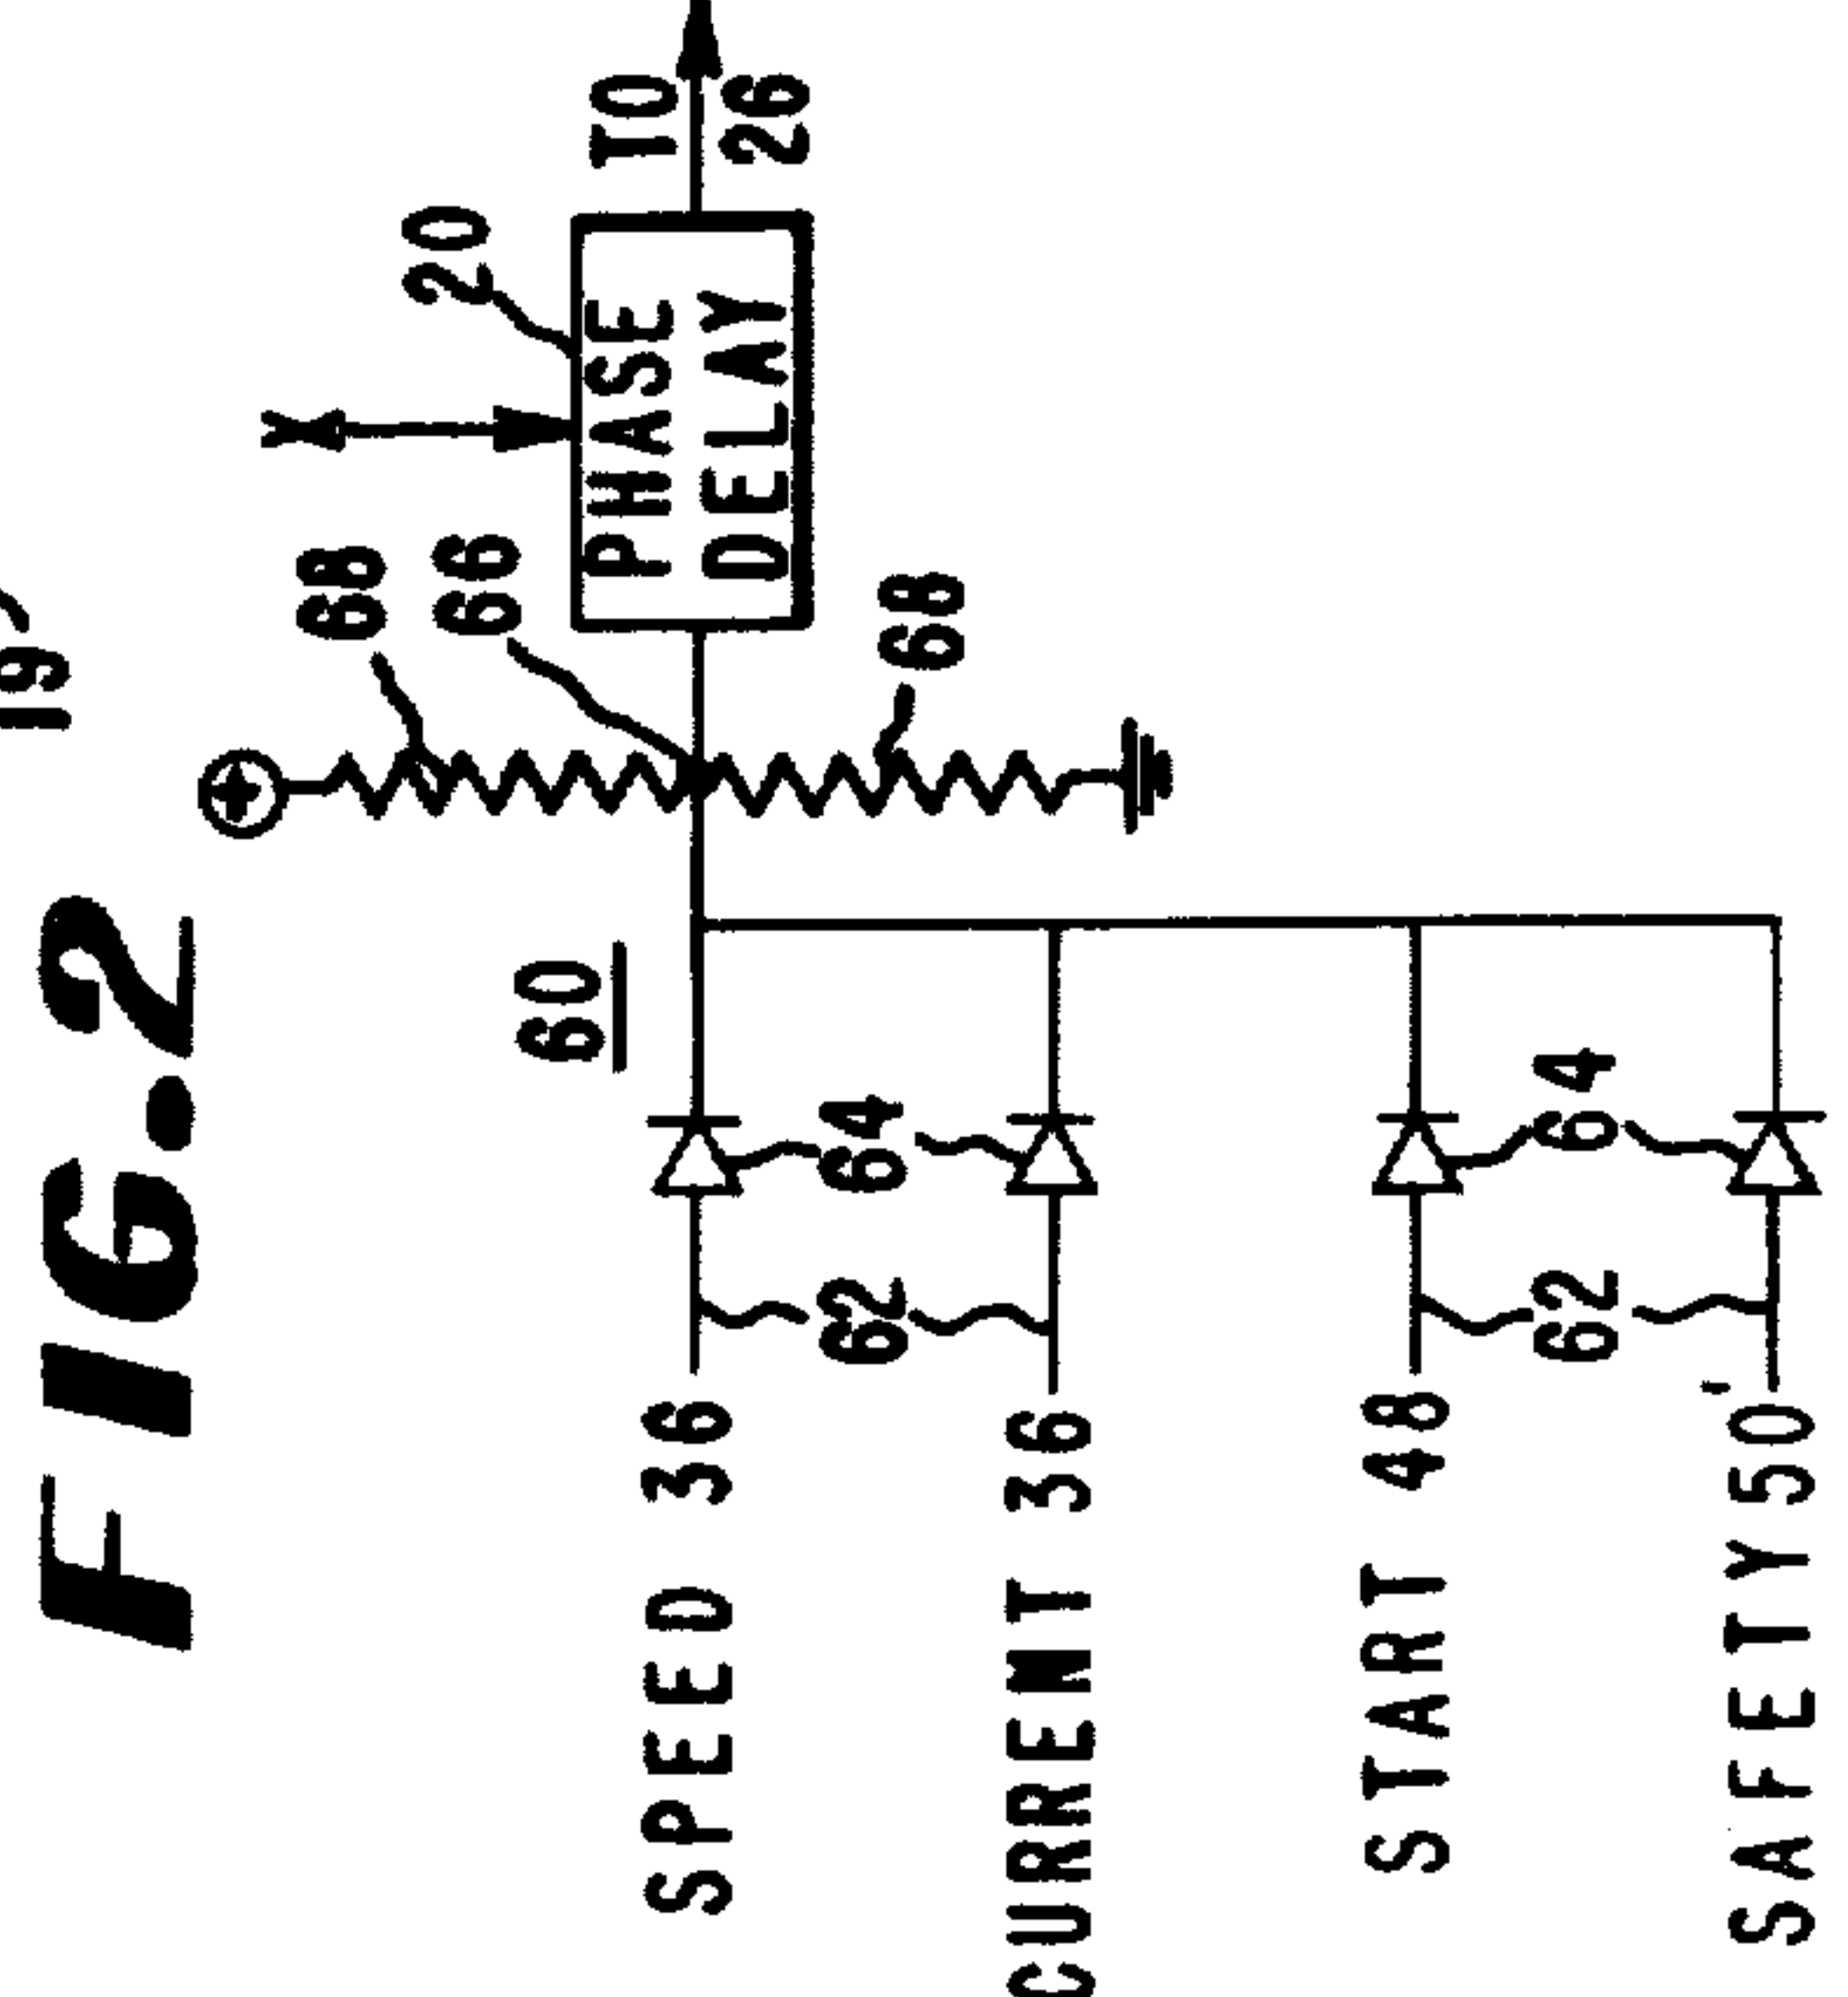 19
FIG.2
X
68
20
66
60
TO
26
PHASE
DELAY
SPEED 36
62
64
68
CURRENT 36
START 48
62
64
SAFETY 50'